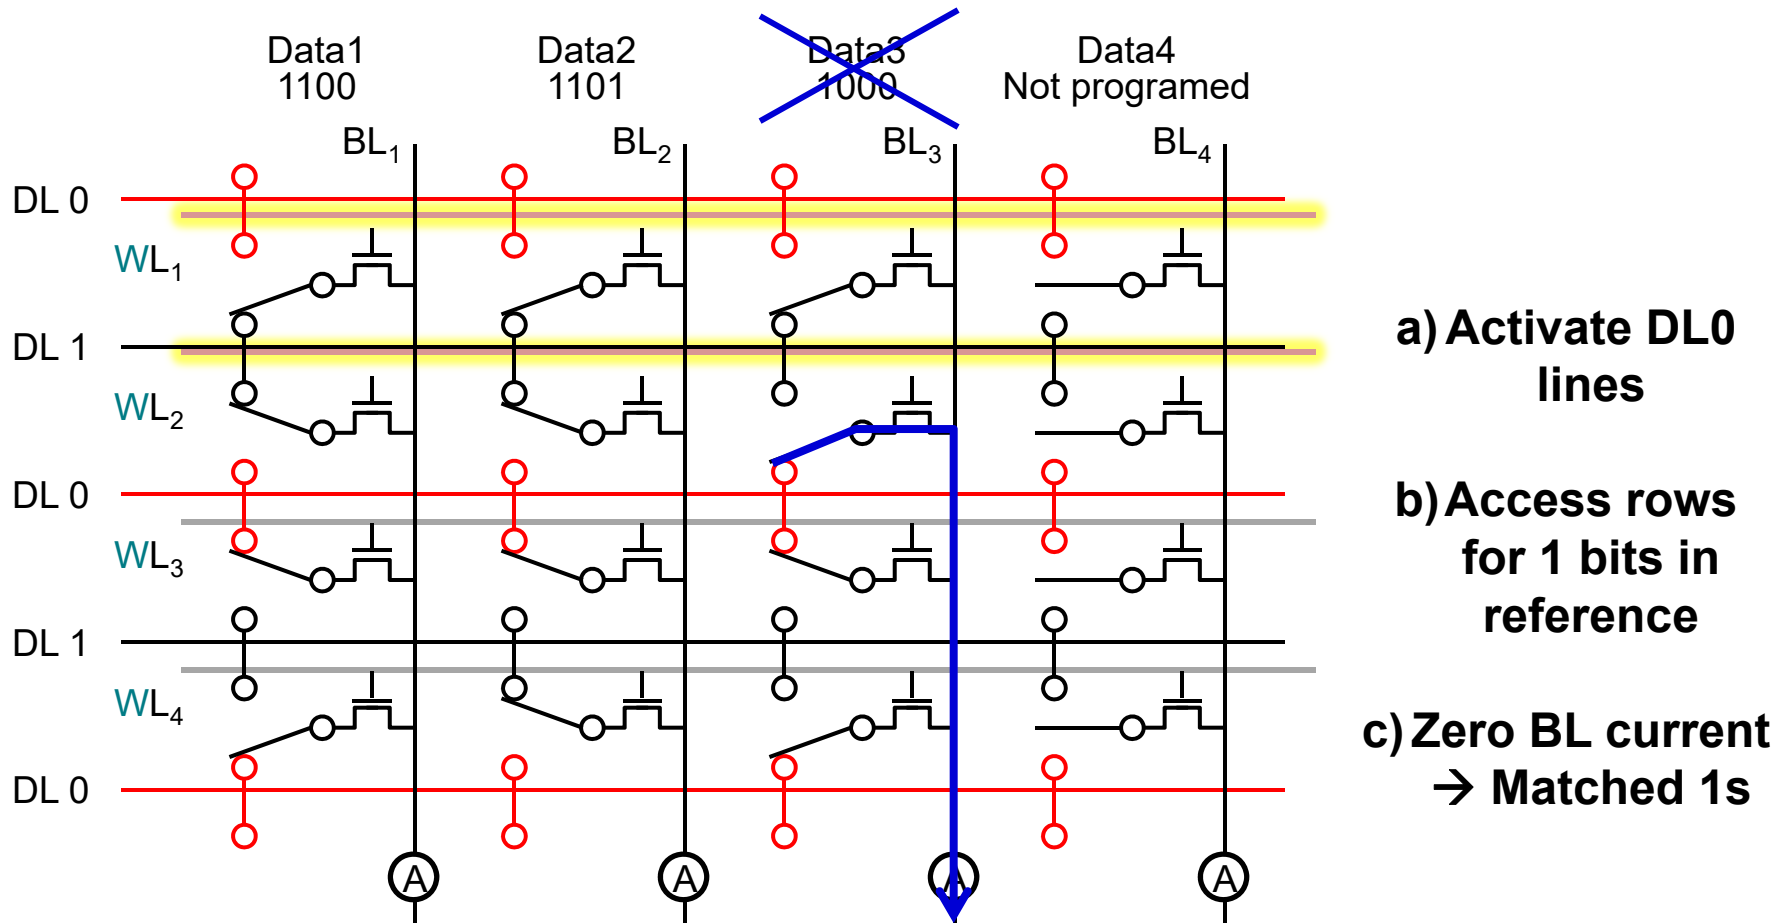 Data1
1100
Data2
1101
Data3
1000
Data4
Not programed
BL1
BL2
BL3
BL4
DL 0
WL1
DL 1
WL2
DL 0
WL3
DL 1
WL4
DL 0
A
A
A
A
a) Activate DL0
lines
b) Access rows
for 1 bits in
reference
c) Zero BL current
→ Matched 1s